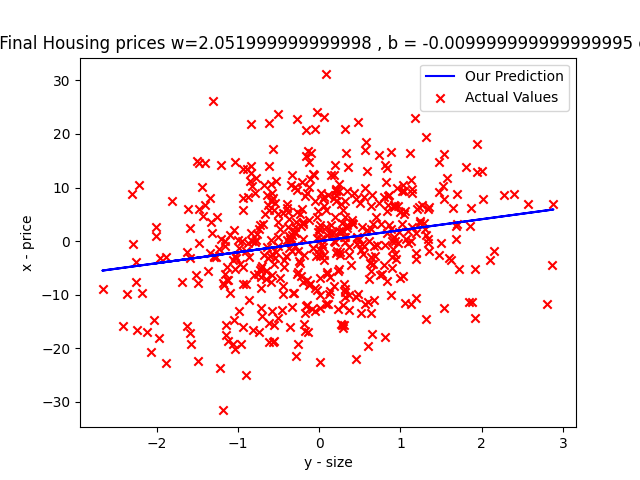 Final Housing prices w=2.051999999999998 , b = -0.009999999999999995
Our Prediction
Actual Values
x - price
30
20
10
0
−10
−20
−30
−2
−1
0
1
2
3
y - size